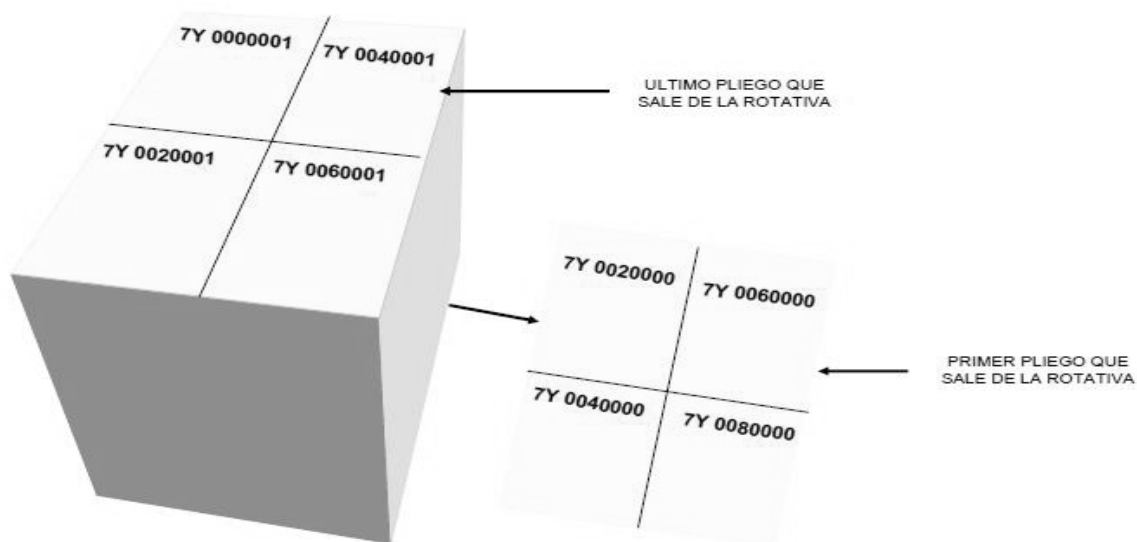 7Y 0000001
7Y 0040001
ULTIMO PLIEGO QUE
SALE DE LA ROTATIVA
7Y 0020001
7Y 0060001
7Y 0020000
7Y 0060000
PRIMER PLIEGO QUE
SALE DE LA ROTATIVA
7Y 0040000
7Y 0080000